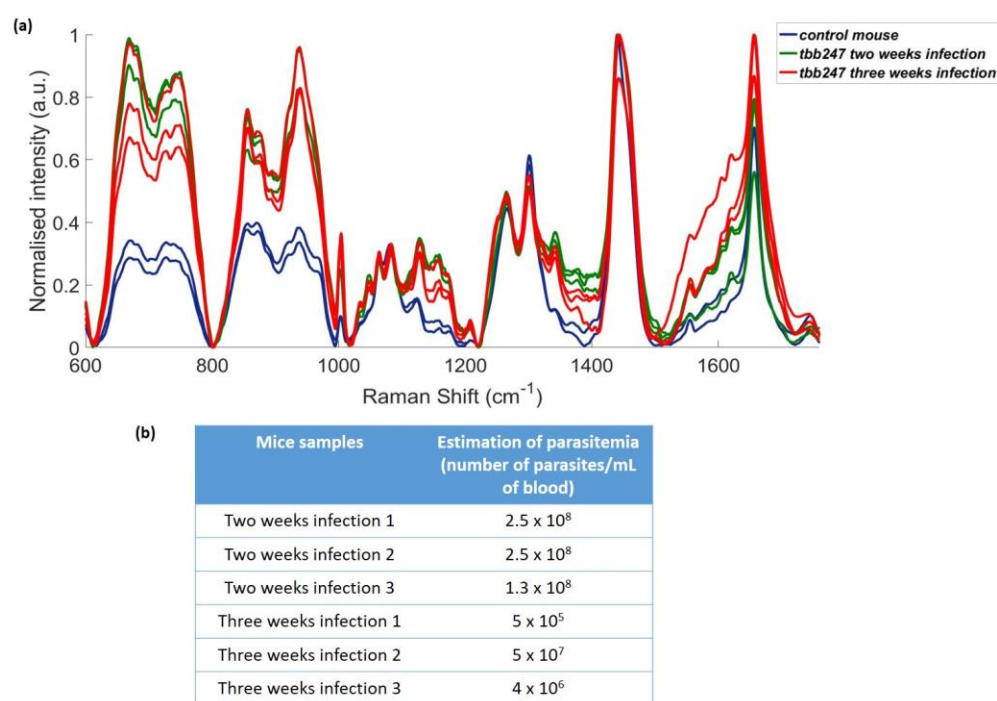 (a)
control mouse
tbb247 two weeks infection
tbb247 three weeks infection
Normalised intensity (a.u.)
1
0.8
0.6
0.4
0.2
0
600 800 1000 1200 1400 1600
Raman Shift (cm⁻¹)
(b)
Mice samples
Estimation of parasitemia
(number of parasites/mL
of blood)
Two weeks infection 1 2.5 x 10⁸
Two weeks infection 2 2.5 x 10⁸
Two weeks infection 3 1.3 x 10⁸
Three weeks infection 1 5 x 10⁵
Three weeks infection 2 5 x 10⁷
Three weeks infection 3 4 x 10⁶